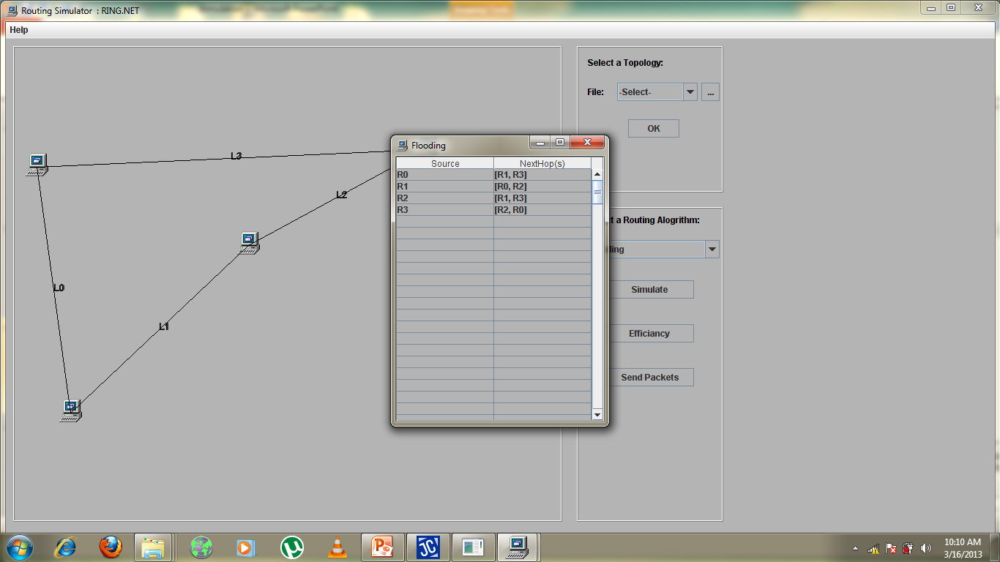 Routing Simulator : RING.NET
Help
L3
L2
L0
L1
Flooding
Source NextHop(s)
R0 [R1, R3]
R1 [R0, R2]
R2 [R1, R3]
R3 [R2, R0]
Select a Topology:
File: -Select- ...
OK
t a Routing Alogrithm:
ding
Simulate
Efficiancy
Send Packets
10:10 AM
3/16/2013